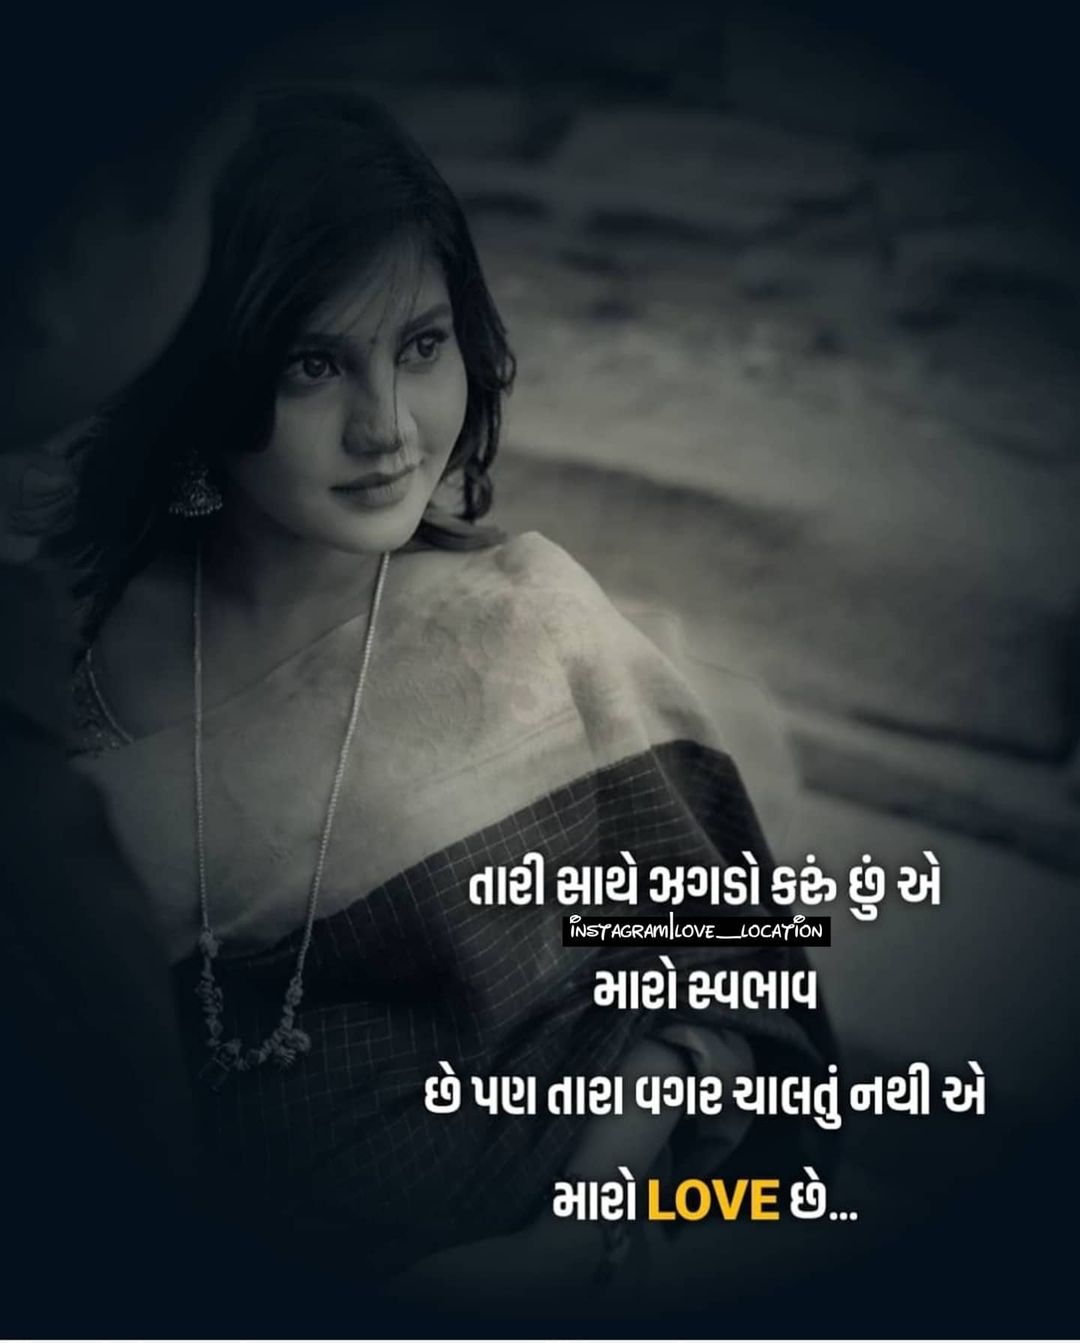 તારી સાથે ઝગડો કરું છું એ
INSTAGRAM|LOVE__LOCATION
મારો સ્વભાવ
છે પણ તારા વગર ચાલતું નથી એ
મારો LOVE છે...